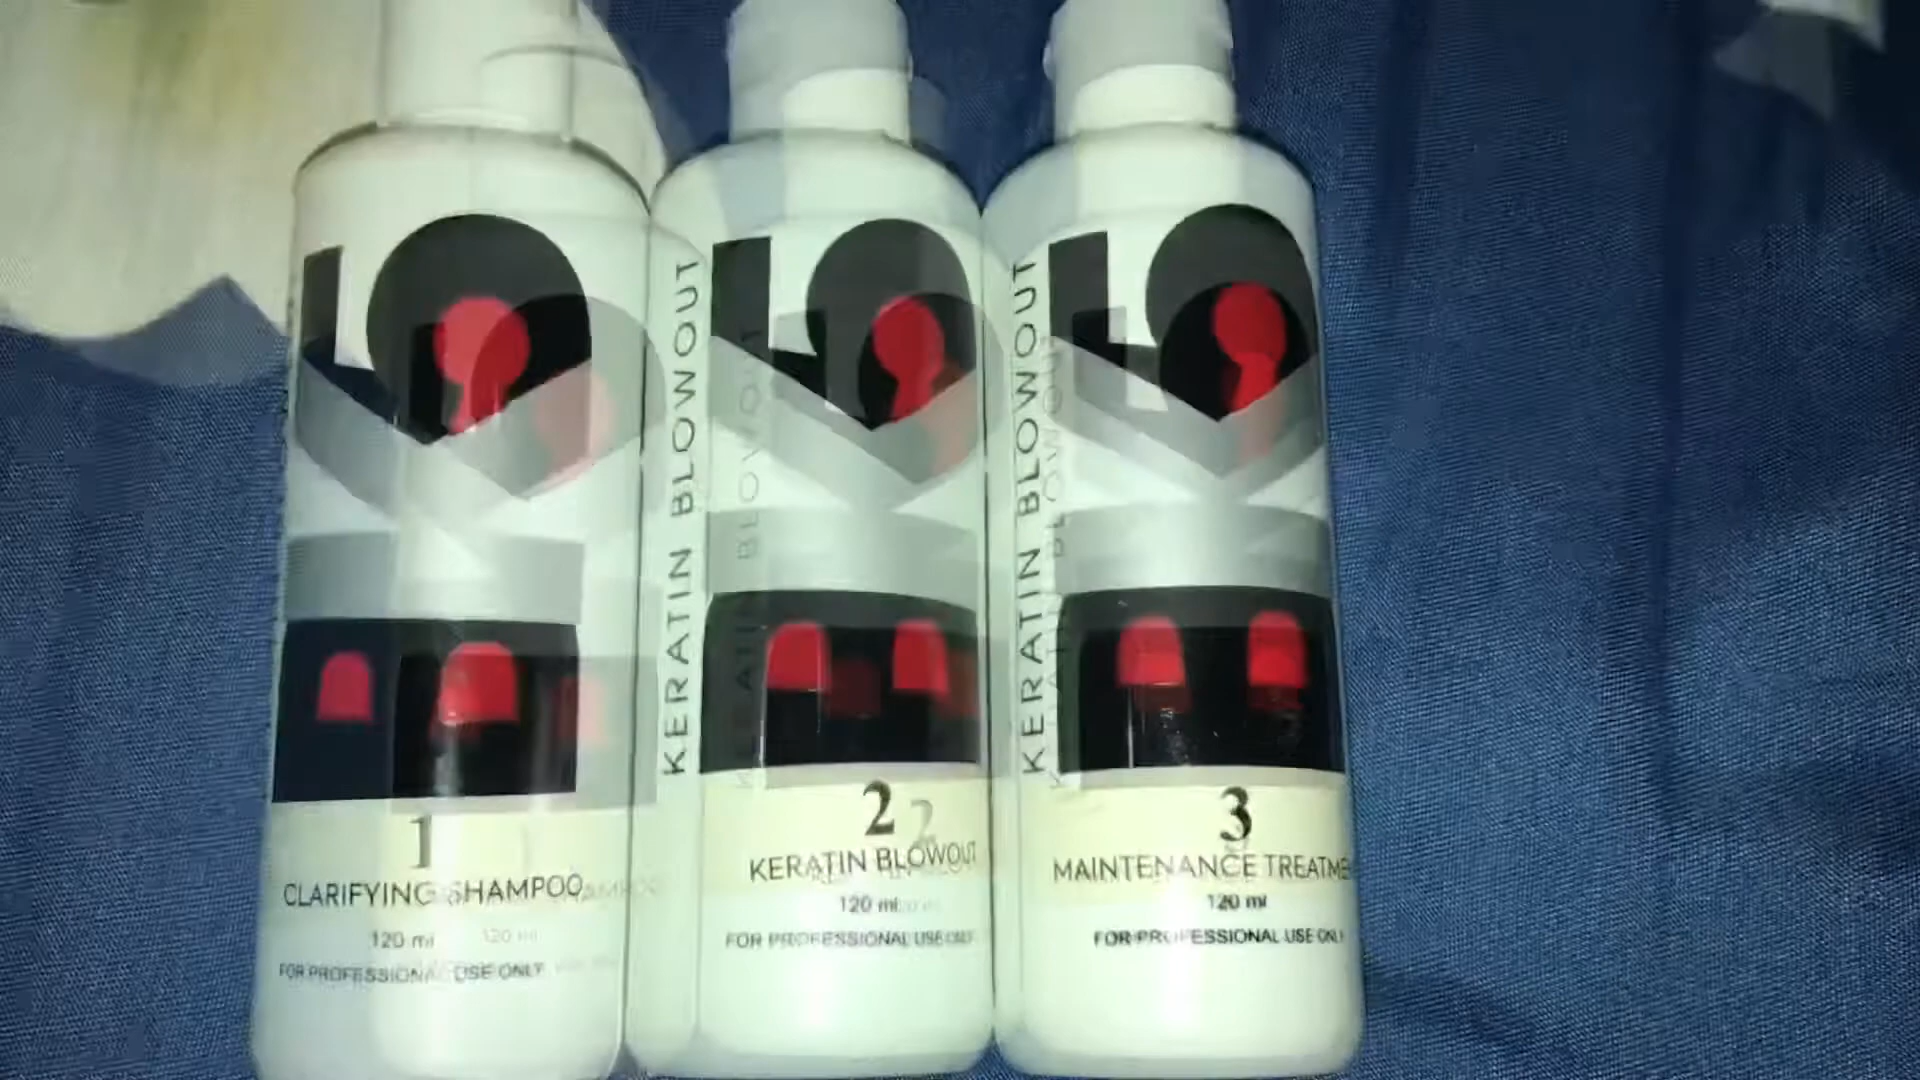 1
CLARIFYING SHAMPOO
120 ml
FOR PROFESSIONAL USE ONLY
KERATIN BLOWOUT
2
KERATIN BLOWOUT
120 ml
FOR PROFESSIONAL USE ONLY
KERATIN BLOWOUT
3
MAINTENANCE TREATME
120 ml
FOR PROFESSIONAL USE ONLY